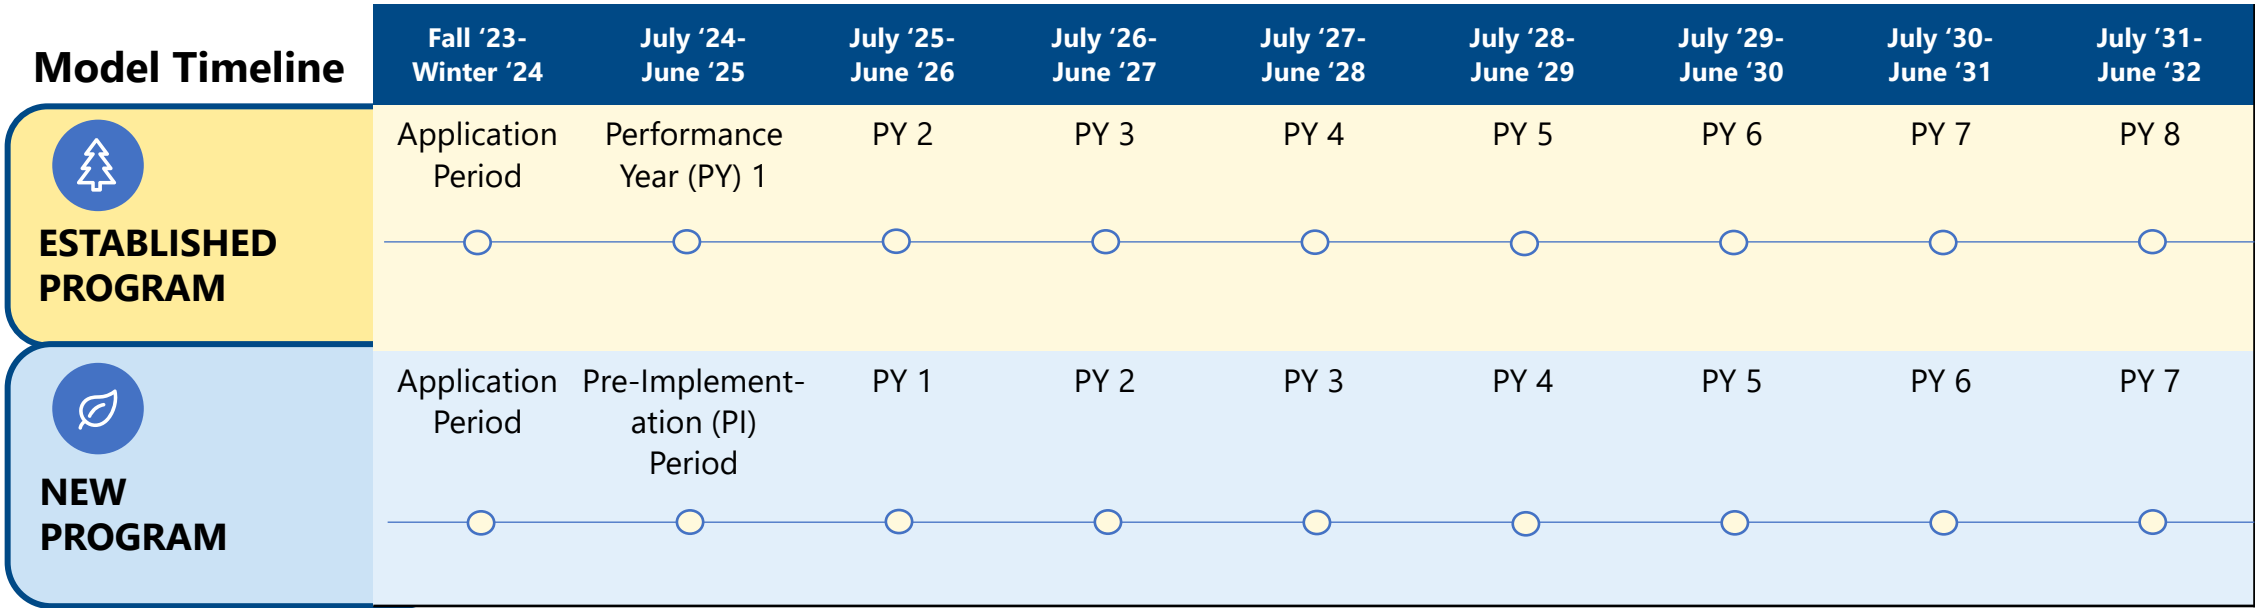 Model Timeline
Fall ‘23-
Winter ‘24
July ‘24-
June ‘25
July ‘25-
June ‘26
July ‘26-
June ‘27
July ‘27-
June ‘28
July ‘28-
June ‘29
July ‘29-
June ‘30
July ‘30-
June ‘31
July ‘31-
June ‘32
ESTABLISHED
PROGRAM
Application
Period
Performance
Year (PY) 1
PY 2
PY 3
PY 4
PY 5
PY 6
PY 7
PY 8
NEW
PROGRAM
Application
Period
Pre-Implement-
ation (PI)
Period
PY 1
PY 2
PY 3
PY 4
PY 5
PY 6
PY 7